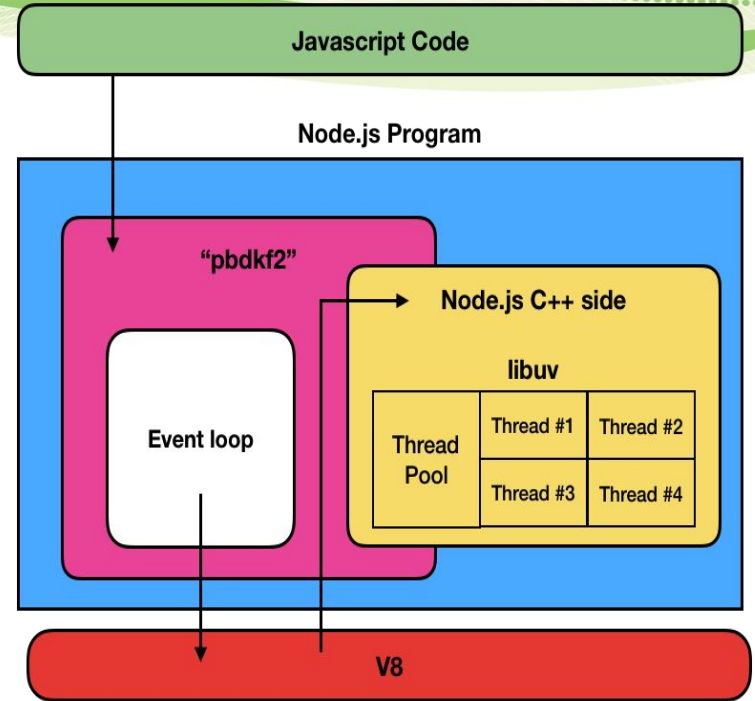 Javascript Code
Node.js Program
“pbdkf2”
Node.js C++ side
libuv
Event loop
Thread
Pool
Thread #1
Thread #2
Thread #3
Thread #4
V8